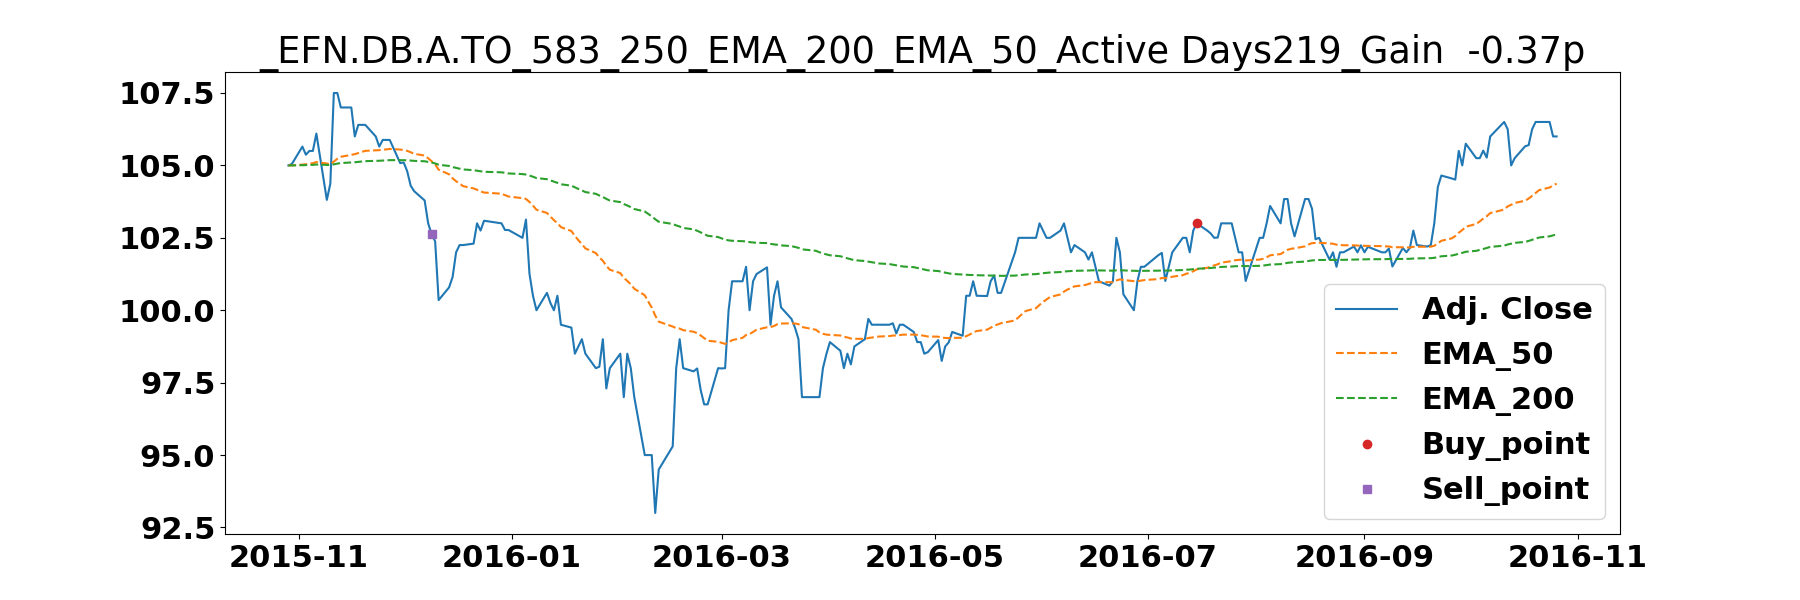 _EFN.DB.A.TO_583_250_EMA_200_EMA_50_Active Days219_Gain  -0.37p
107.5
105.0
102.5
100.0
97.5
95.0
92.5
Adj. Close
EMA_50
EMA_200
Buy_point
Sell_point
2015-11 2016-01 2016-03 2016-05 2016-07 2016-09 2016-11